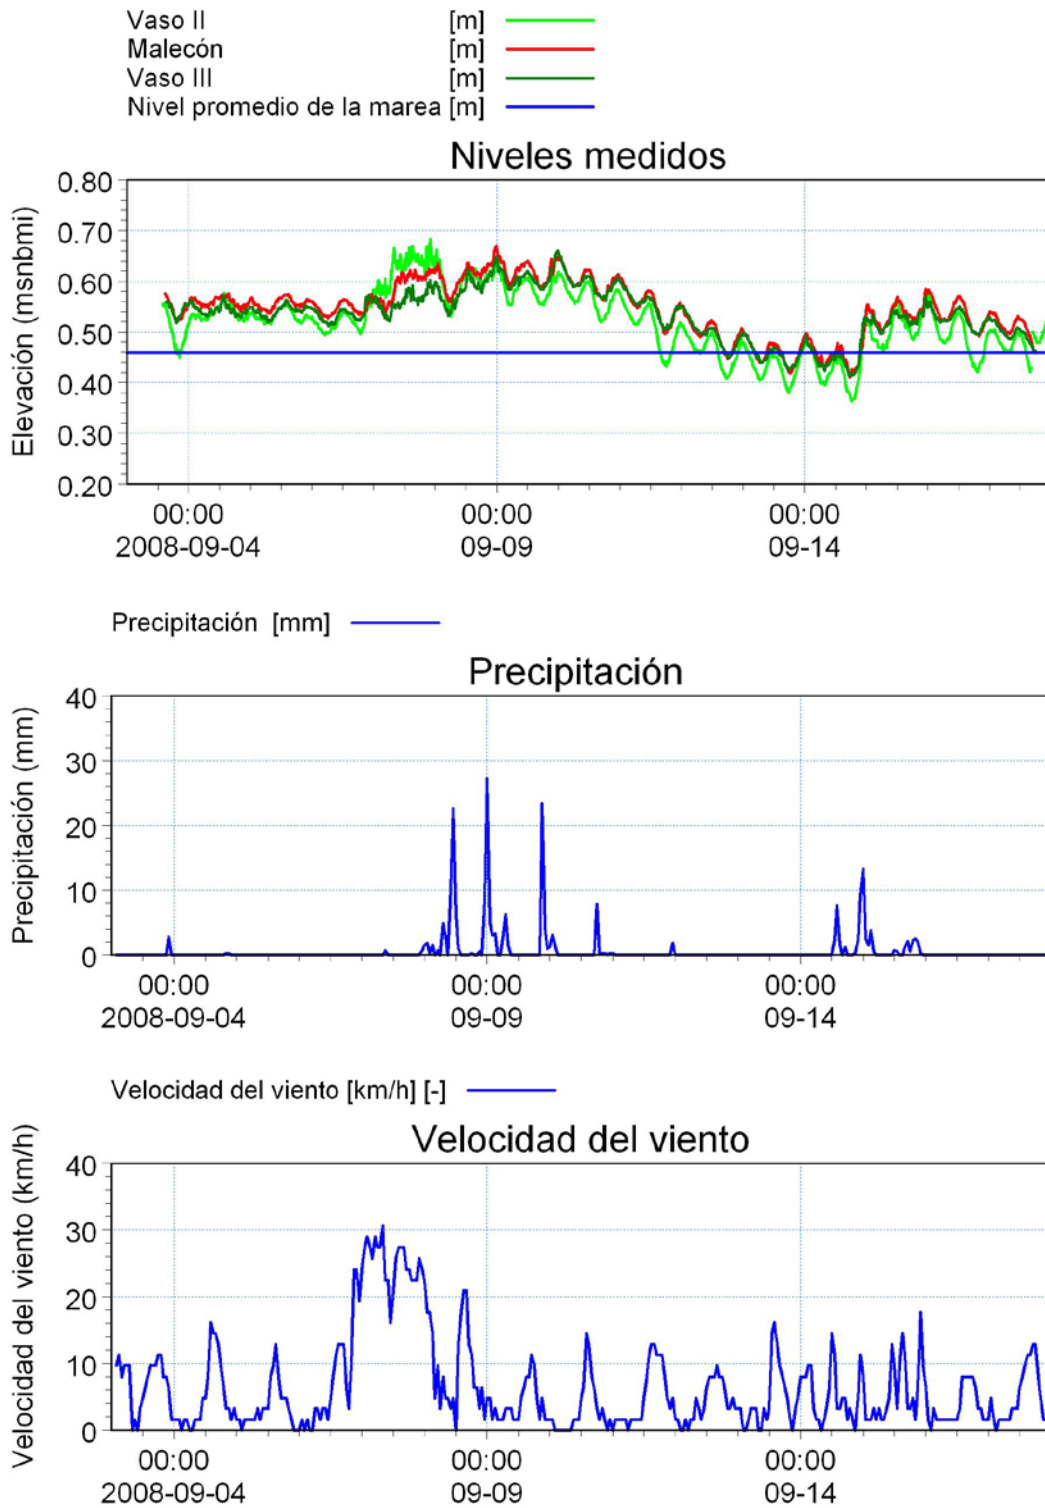 Vaso II [m]
Malecón [m]
Vaso III [m]
Nivel promedio de la marea [m]
Niveles medidos
Elevación (msnbmi)
0.80
0.70
0.60
0.50
0.40
0.30
0.20
00:00 00:00 00:00
2008-09-04 09-09 09-14
Precipitación [mm]
Precipitación
Precipitación (mm)
40
30
20
10
0
00:00 00:00 00:00
2008-09-04 09-09 09-14
Velocidad del viento [km/h] [-]
Velocidad del viento
Velocidad del viento (km/h)
40
30
20
10
0
00:00 00:00 00:00
2008-09-04 09-09 09-14